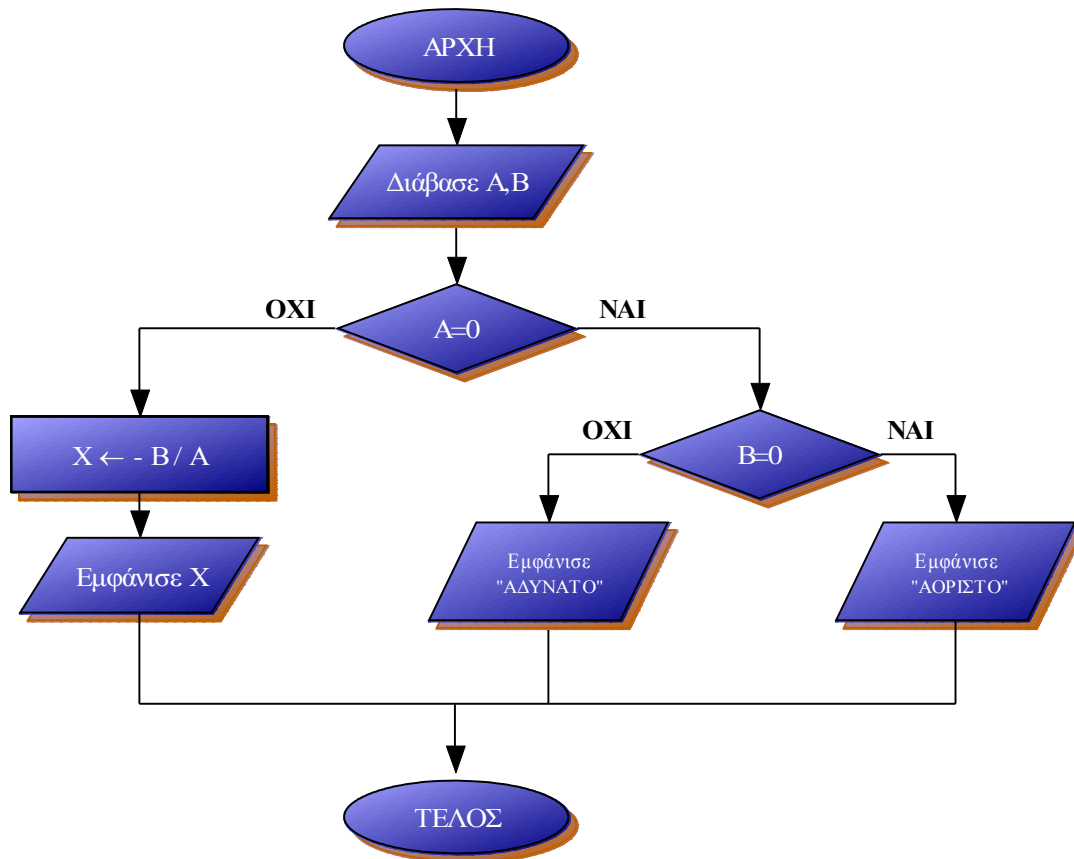 ΑΡΧΗ
Διάβασε Α,Β
ΟΧΙ
ΝΑΙ
Α=0
ΟΧΙ
ΝΑΙ
Β=0
Χ ← - Β / Α
Εμφάνισε Χ
Εμφάνισε
"ΑΔΥΝΑΤΟ"
Εμφάνισε
"ΑΟΡΙΣΤΟ"
ΤΕΛΟΣ